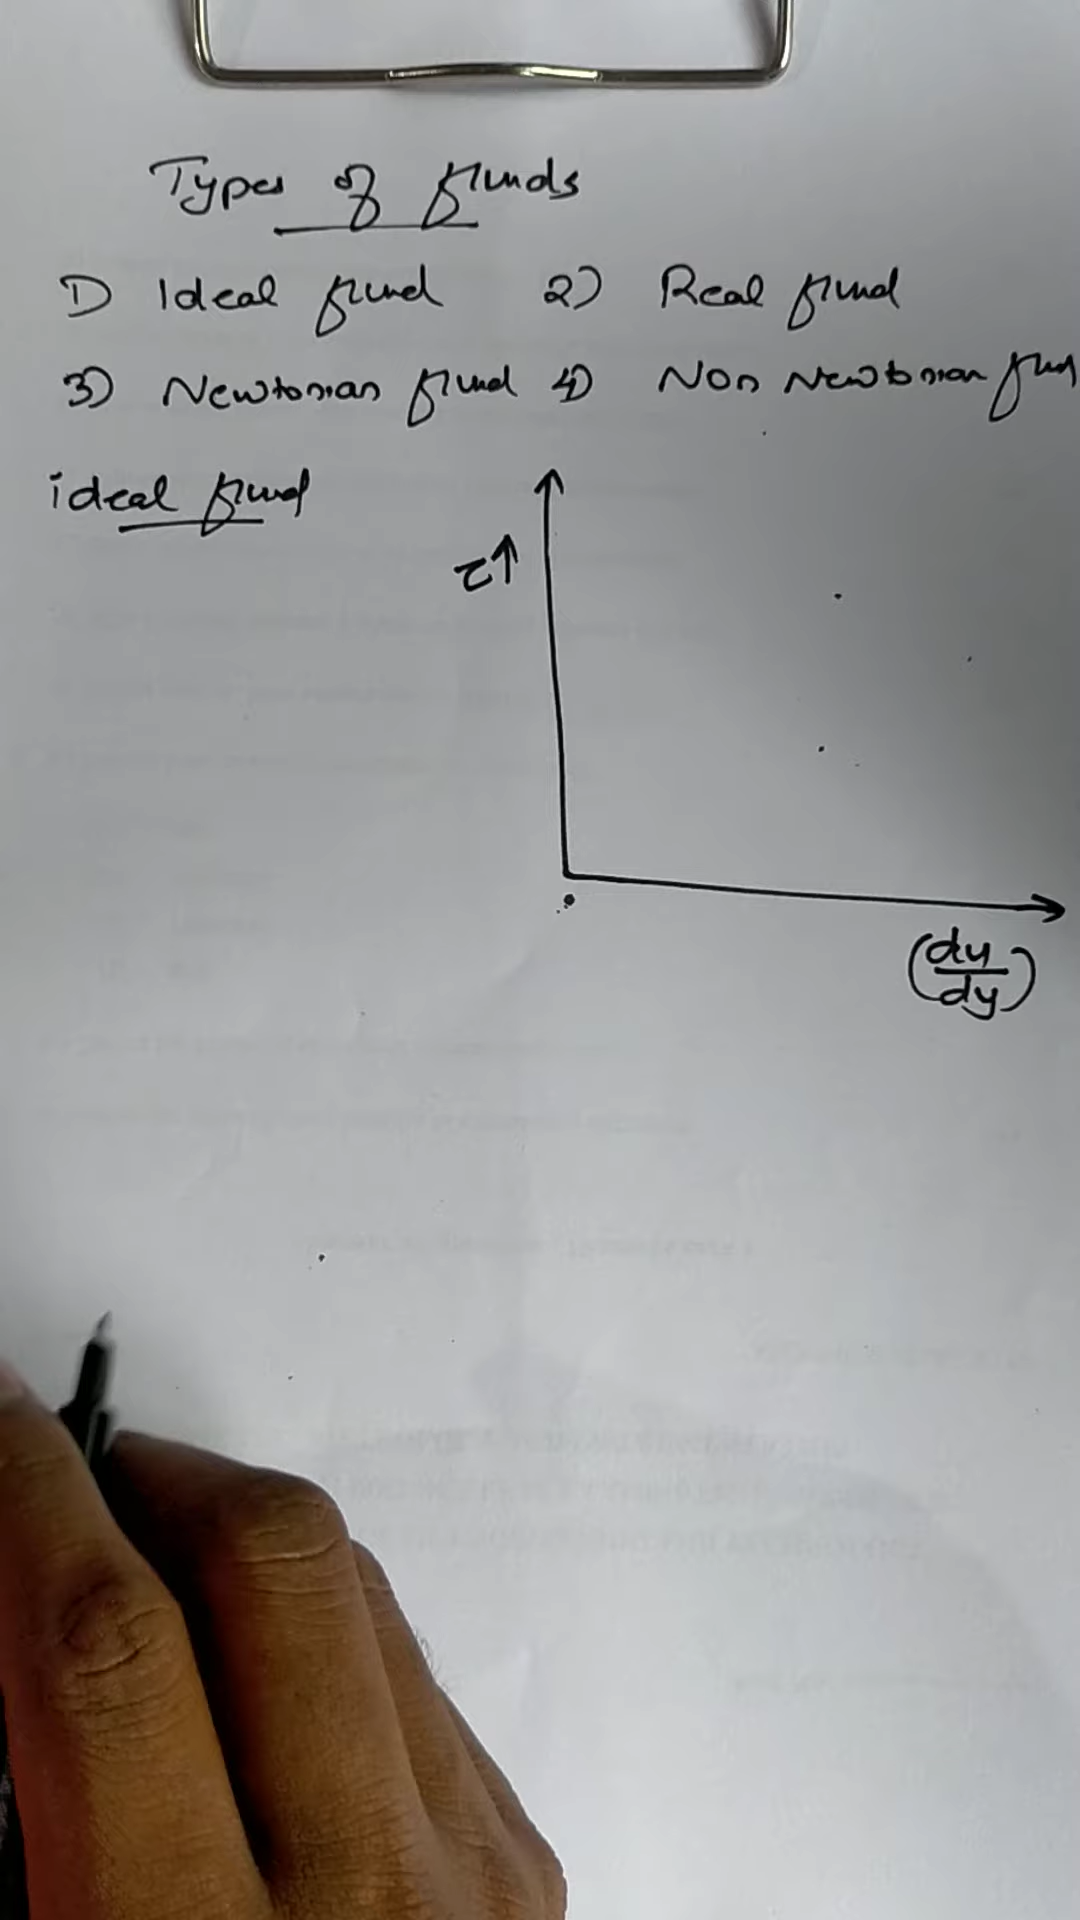 Types of fluids
1) Ideal fluid 2) Real fluid
3) Newtonian fluid 4) Non Newtonian flui
ideal fluid
τ↑
(du/dy)